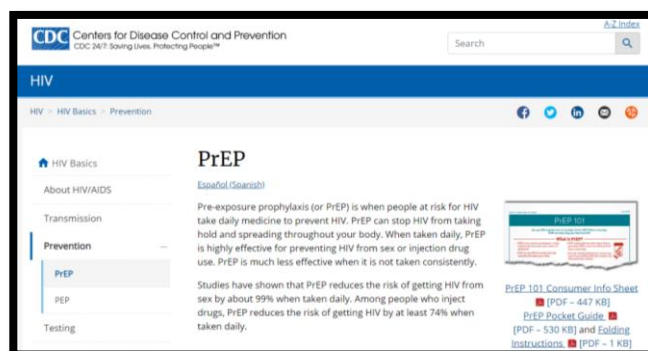 A-Z Index
CDC Centers for Disease Control and Prevention
CDC 24/7: Saving Lives, Protecting People™
Search
HIV
HIV > HIV Basics > Prevention
HIV Basics
About HIV/AIDS
Transmission
Prevention
PrEP
PEP
Testing
PrEP
Español (Spanish)
Pre-exposure prophylaxis (or PrEP) is when people at risk for HIV
take daily medicine to prevent HIV. PrEP can stop HIV from taking
hold and spreading throughout your body. When taken daily, PrEP
is highly effective for preventing HIV from sex or injection drug
use. PrEP is much less effective when it is not taken consistently.
Studies have shown that PrEP reduces the risk of getting HIV from
sex by about 99% when taken daily. Among people who inject
drugs, PrEP reduces the risk of getting HIV by at least 74% when
taken daily.
PrEP 101
What is PrEP?
PrEP 101 Consumer Info Sheet
[PDF – 447 KB]
PrEP Pocket Guide
[PDF – 530 KB] and Folding
Instructions [PDF – 1 KB]